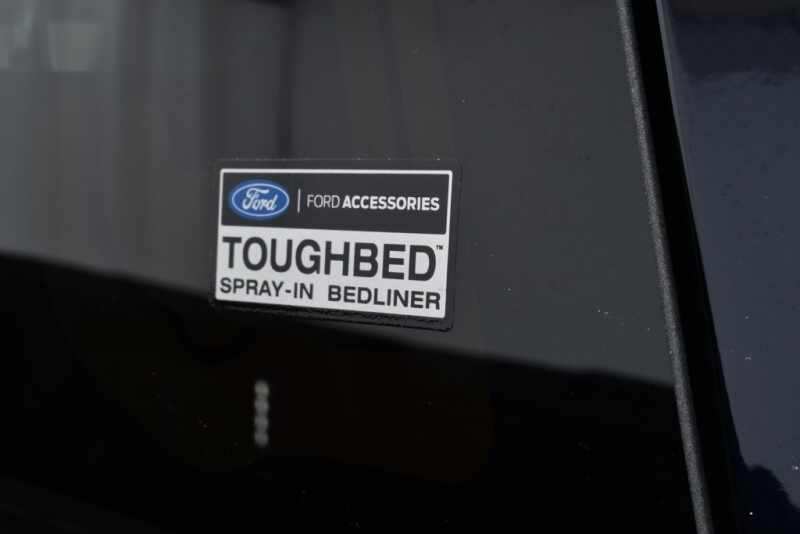 Ford | FORD ACCESSORIES
TOUGHBED™
SPRAY-IN BEDLINER